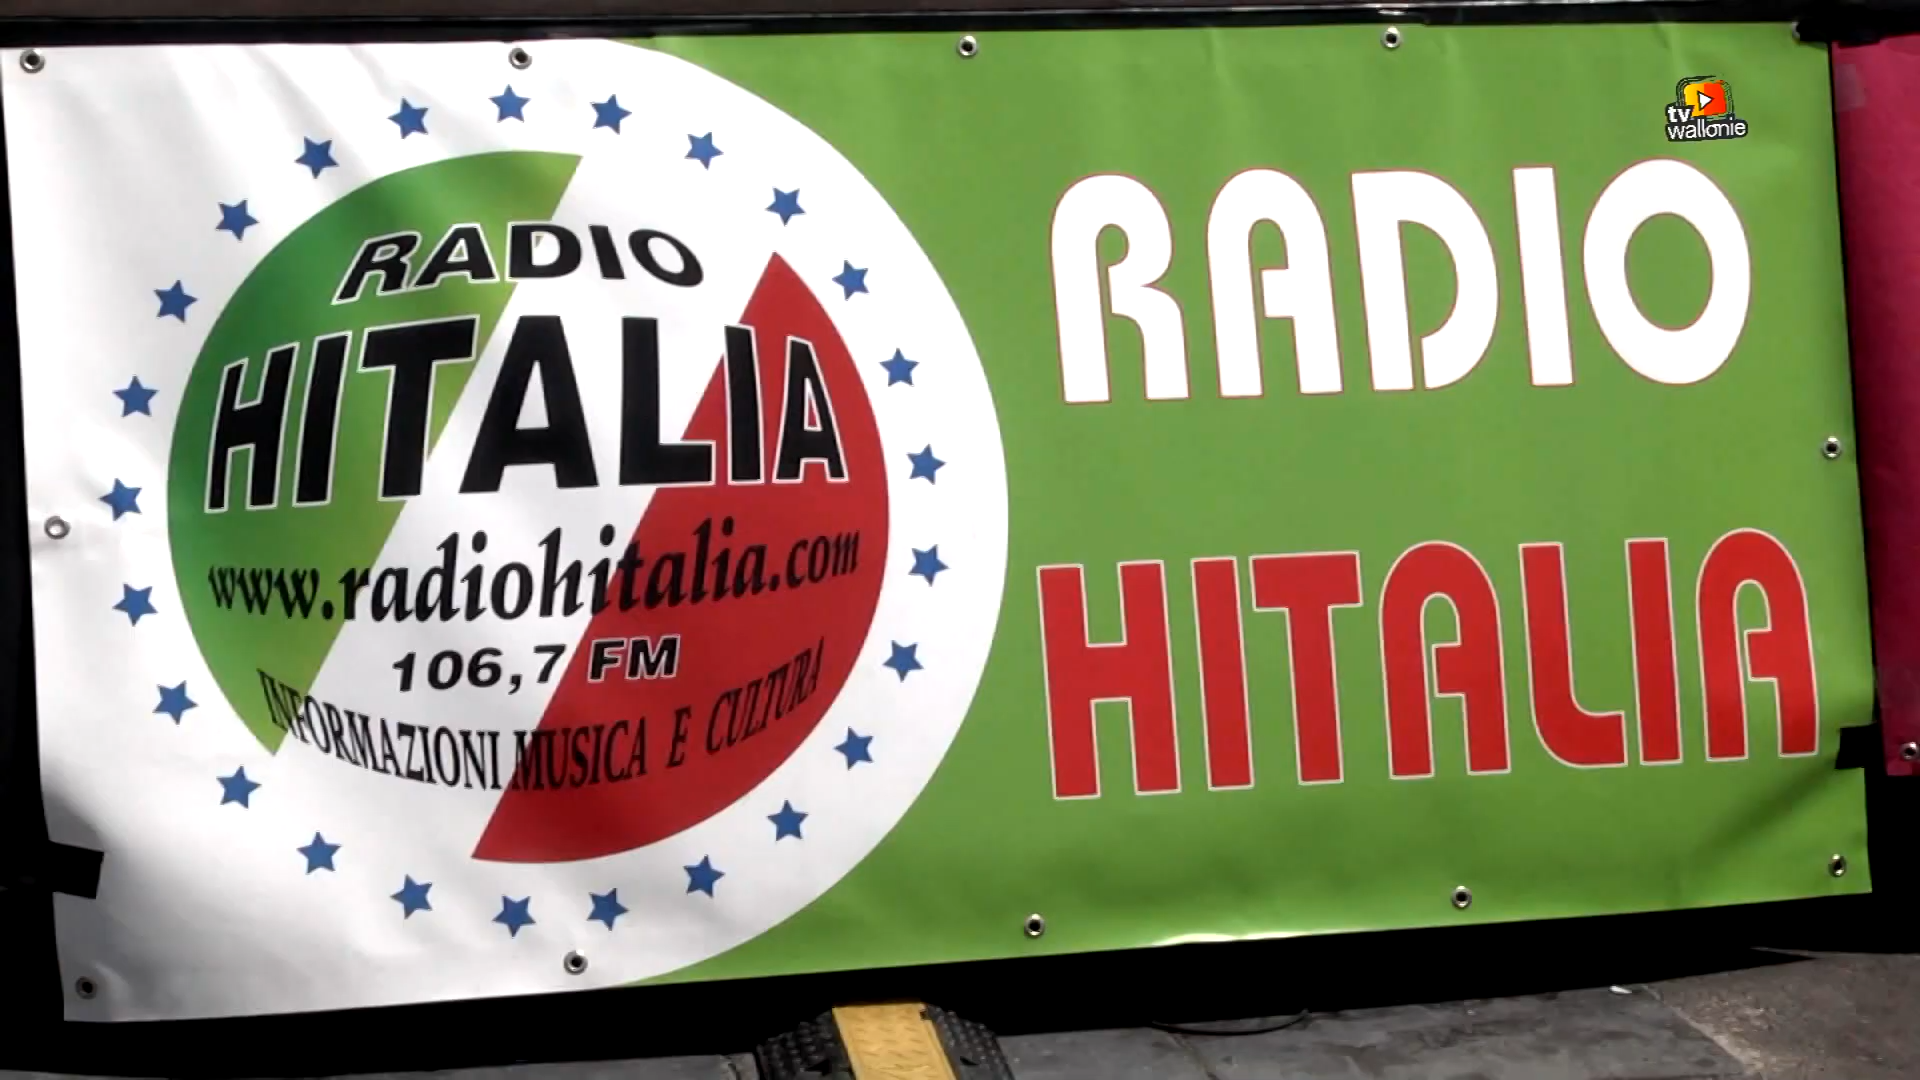 RADIO
HITALIA
www.radiohitalia.com
106,7 FM
INFORMAZIONI MUSICA E CULTURA
RADIO
HITALIA
tv
wallonie